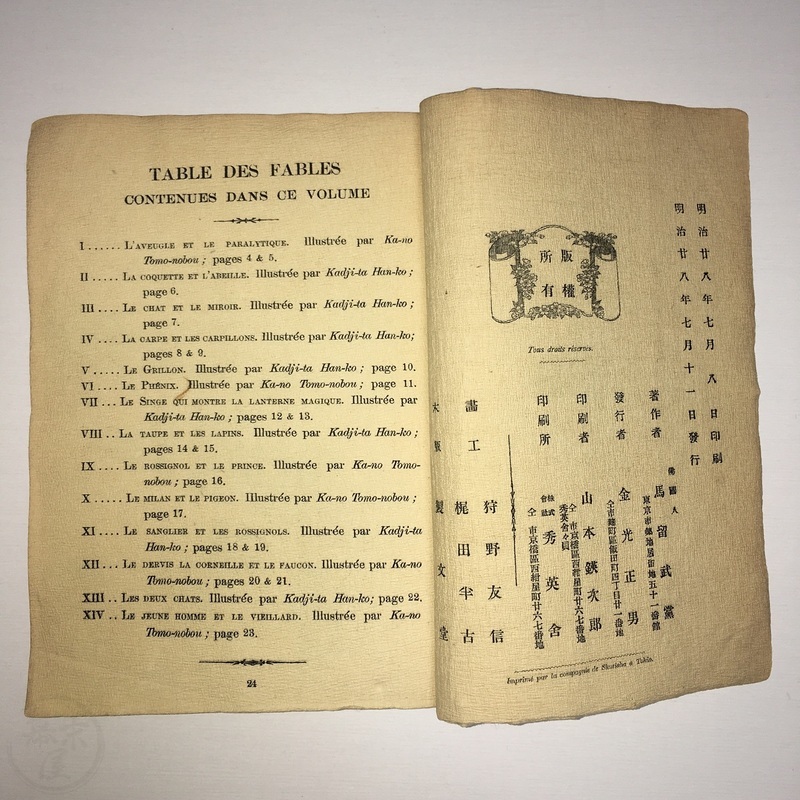 TABLE DES FABLES
CONTENUES DANS CE VOLUME
I ...... L'AVEUGLE ET LE PARALYTIQUE. Illustrée par Ka-no
Tomo-nobou ; pages 4 & 5.
II ..... LA COQUETTE ET L'ABEILLE. Illustrée par Kadji-ta Han-ko ;
page 6.
III .... LE CHAT ET LE MIROIR. Illustrée par Kadji-ta Han-ko ;
page 7.
IV .... LA CARPE ET LES CARPILLONS. Illustrée par Kadji-ta Han-ko;
pages 8 & 9.
V ..... LE GRILLON. Illustrée par Kadji-ta Han-ko ; page 10.
VI .... LE PHÉNIX. Illustrée par Ka-no Tomo-nobou ; page 11.
VII ... LE SINGE QUI MONTRE LA LANTERNE MAGIQUE. Illustrée par
Kadji-ta Han-ko ; pages 12 & 13.
VIII .. LA TAUPE ET LES LAPINS. Illustrée par Kadji-ta Han-ko ;
pages 14 & 15.
IX .... LE ROSSIGNOL ET LE PRINCE. Illustrée par Ka-no Tomo-
nobou ; page 16.
X ..... LE MILAN ET LE PIGEON. Illustrée par Ka-no Tomo-nobou ;
page 17.
XI .... LE SANGLIER ET LES ROSSIGNOLS. Illustrée par Kadji-ta
Han-ko ; pages 18 & 19.
XII ... LE DERVIS LA CORNEILLE ET LE FAUCON. Illustrée par Ka-no
Tomo-nobou ; pages 20 & 21.
XIII .. LES DEUX CHATS. Illustrée par Kadji-ta Han-ko; page 22.
XIV .. LE JEUNE HOMME ET LE VIEILLARD. Illustrée par Ka-no
Tomo-nobou ; page 23.
24
明治廿八年七月八日印刷
明治廿八年七月十一日發行
版權
所有
Tous droits réservés.
佛國人
著作者 馬留武黨
東京市築地居留地五十一番館
發行者 金光正男
仝市麴町區飯田町四丁目廿一番地
印刷者 山本鍈次郎
秀英舍々員
仝市京橋區西紺屋町廿六七番地
印刷所 株式會社 秀英舍
仝市京橋區西紺屋町廿六七番地
畵工 狩野友信
梶田半古
木版 製文堂
Imprimé par la compagnie de Shueisha à Tokio.